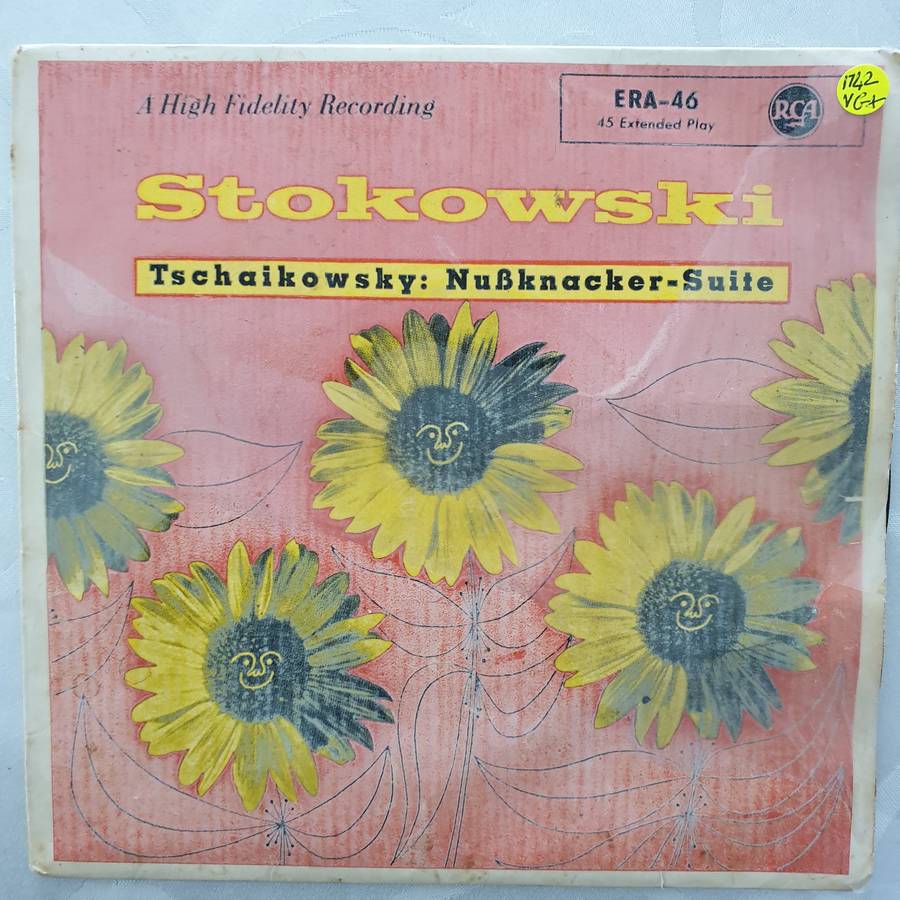 A High Fidelity Recording
ERA-46
45 Extended Play
RCA
1742
VG+
Stokowski
Tschaikowsky: Nußknacker-Suite